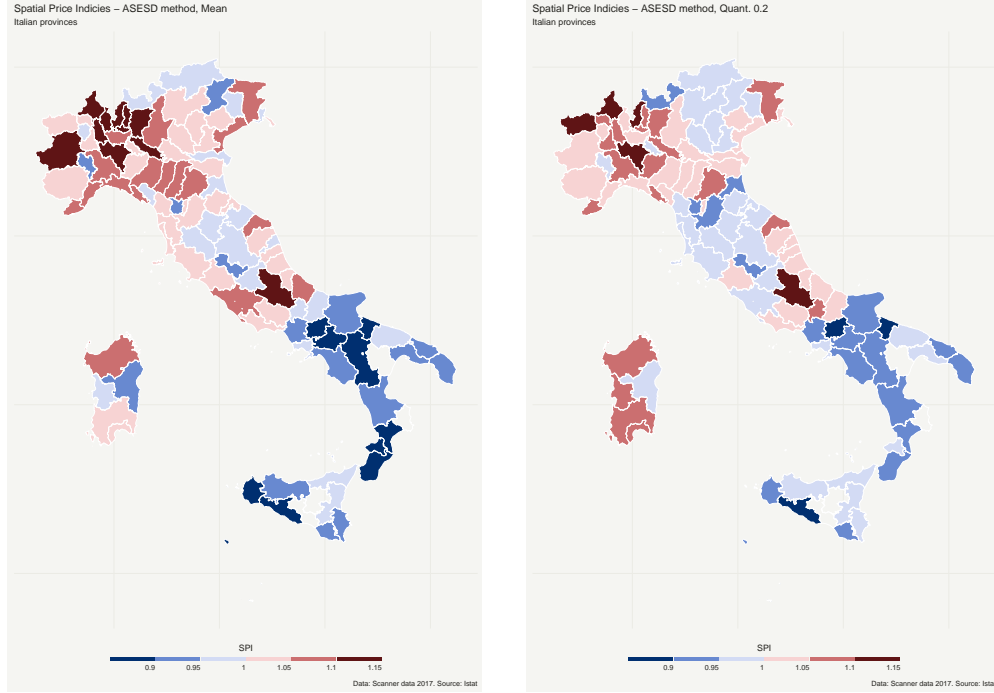 Spatial Price Indicies – ASESD method, Mean
Italian provinces
SPI
0.9 0.95 1 1.05 1.1 1.15
Data: Scanner data 2017. Source: Istat
Spatial Price Indicies – ASESD method, Quant. 0.2
Italian provinces
SPI
0.9 0.95 1 1.05 1.1 1.15
Data: Scanner data 2017. Source: Istat